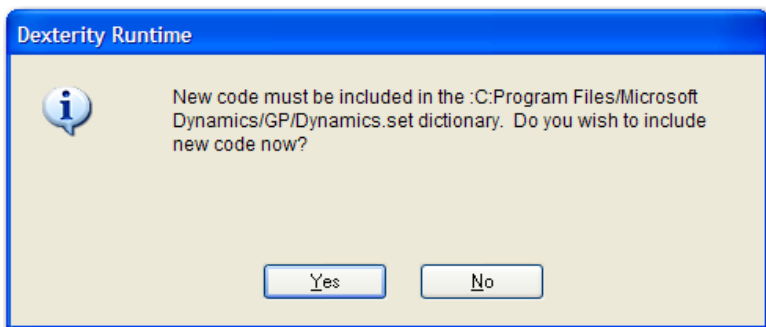 Dexterity Runtime
New code must be included in the :C:Program Files/Microsoft
Dynamics/GP/Dynamics.set dictionary.  Do you wish to include
new code now?
Yes
No